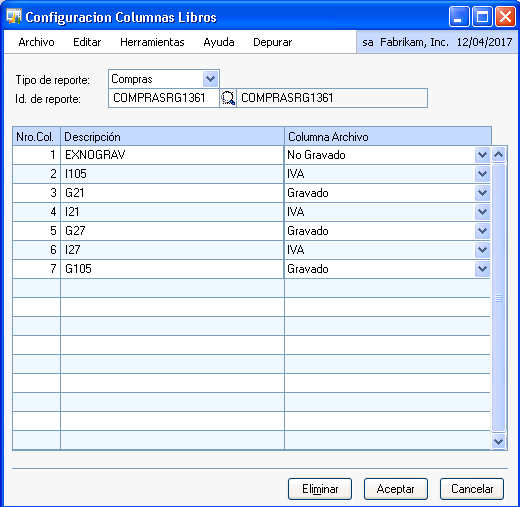 Configuracion Columnas Libros
Archivo Editar Herramientas Ayuda Depurar sa Fabrikam, Inc. 12/04/2017
Tipo de reporte: Compras
Id. de reporte: COMPRASRG1361 COMPRASRG1361
Nro.Col. Descripción Columna Archivo
1 EXNOGRAV No Gravado
2 I105 IVA
3 G21 Gravado
4 I21 IVA
5 G27 Gravado
6 I27 IVA
7 G105 Gravado
Eliminar Aceptar Cancelar